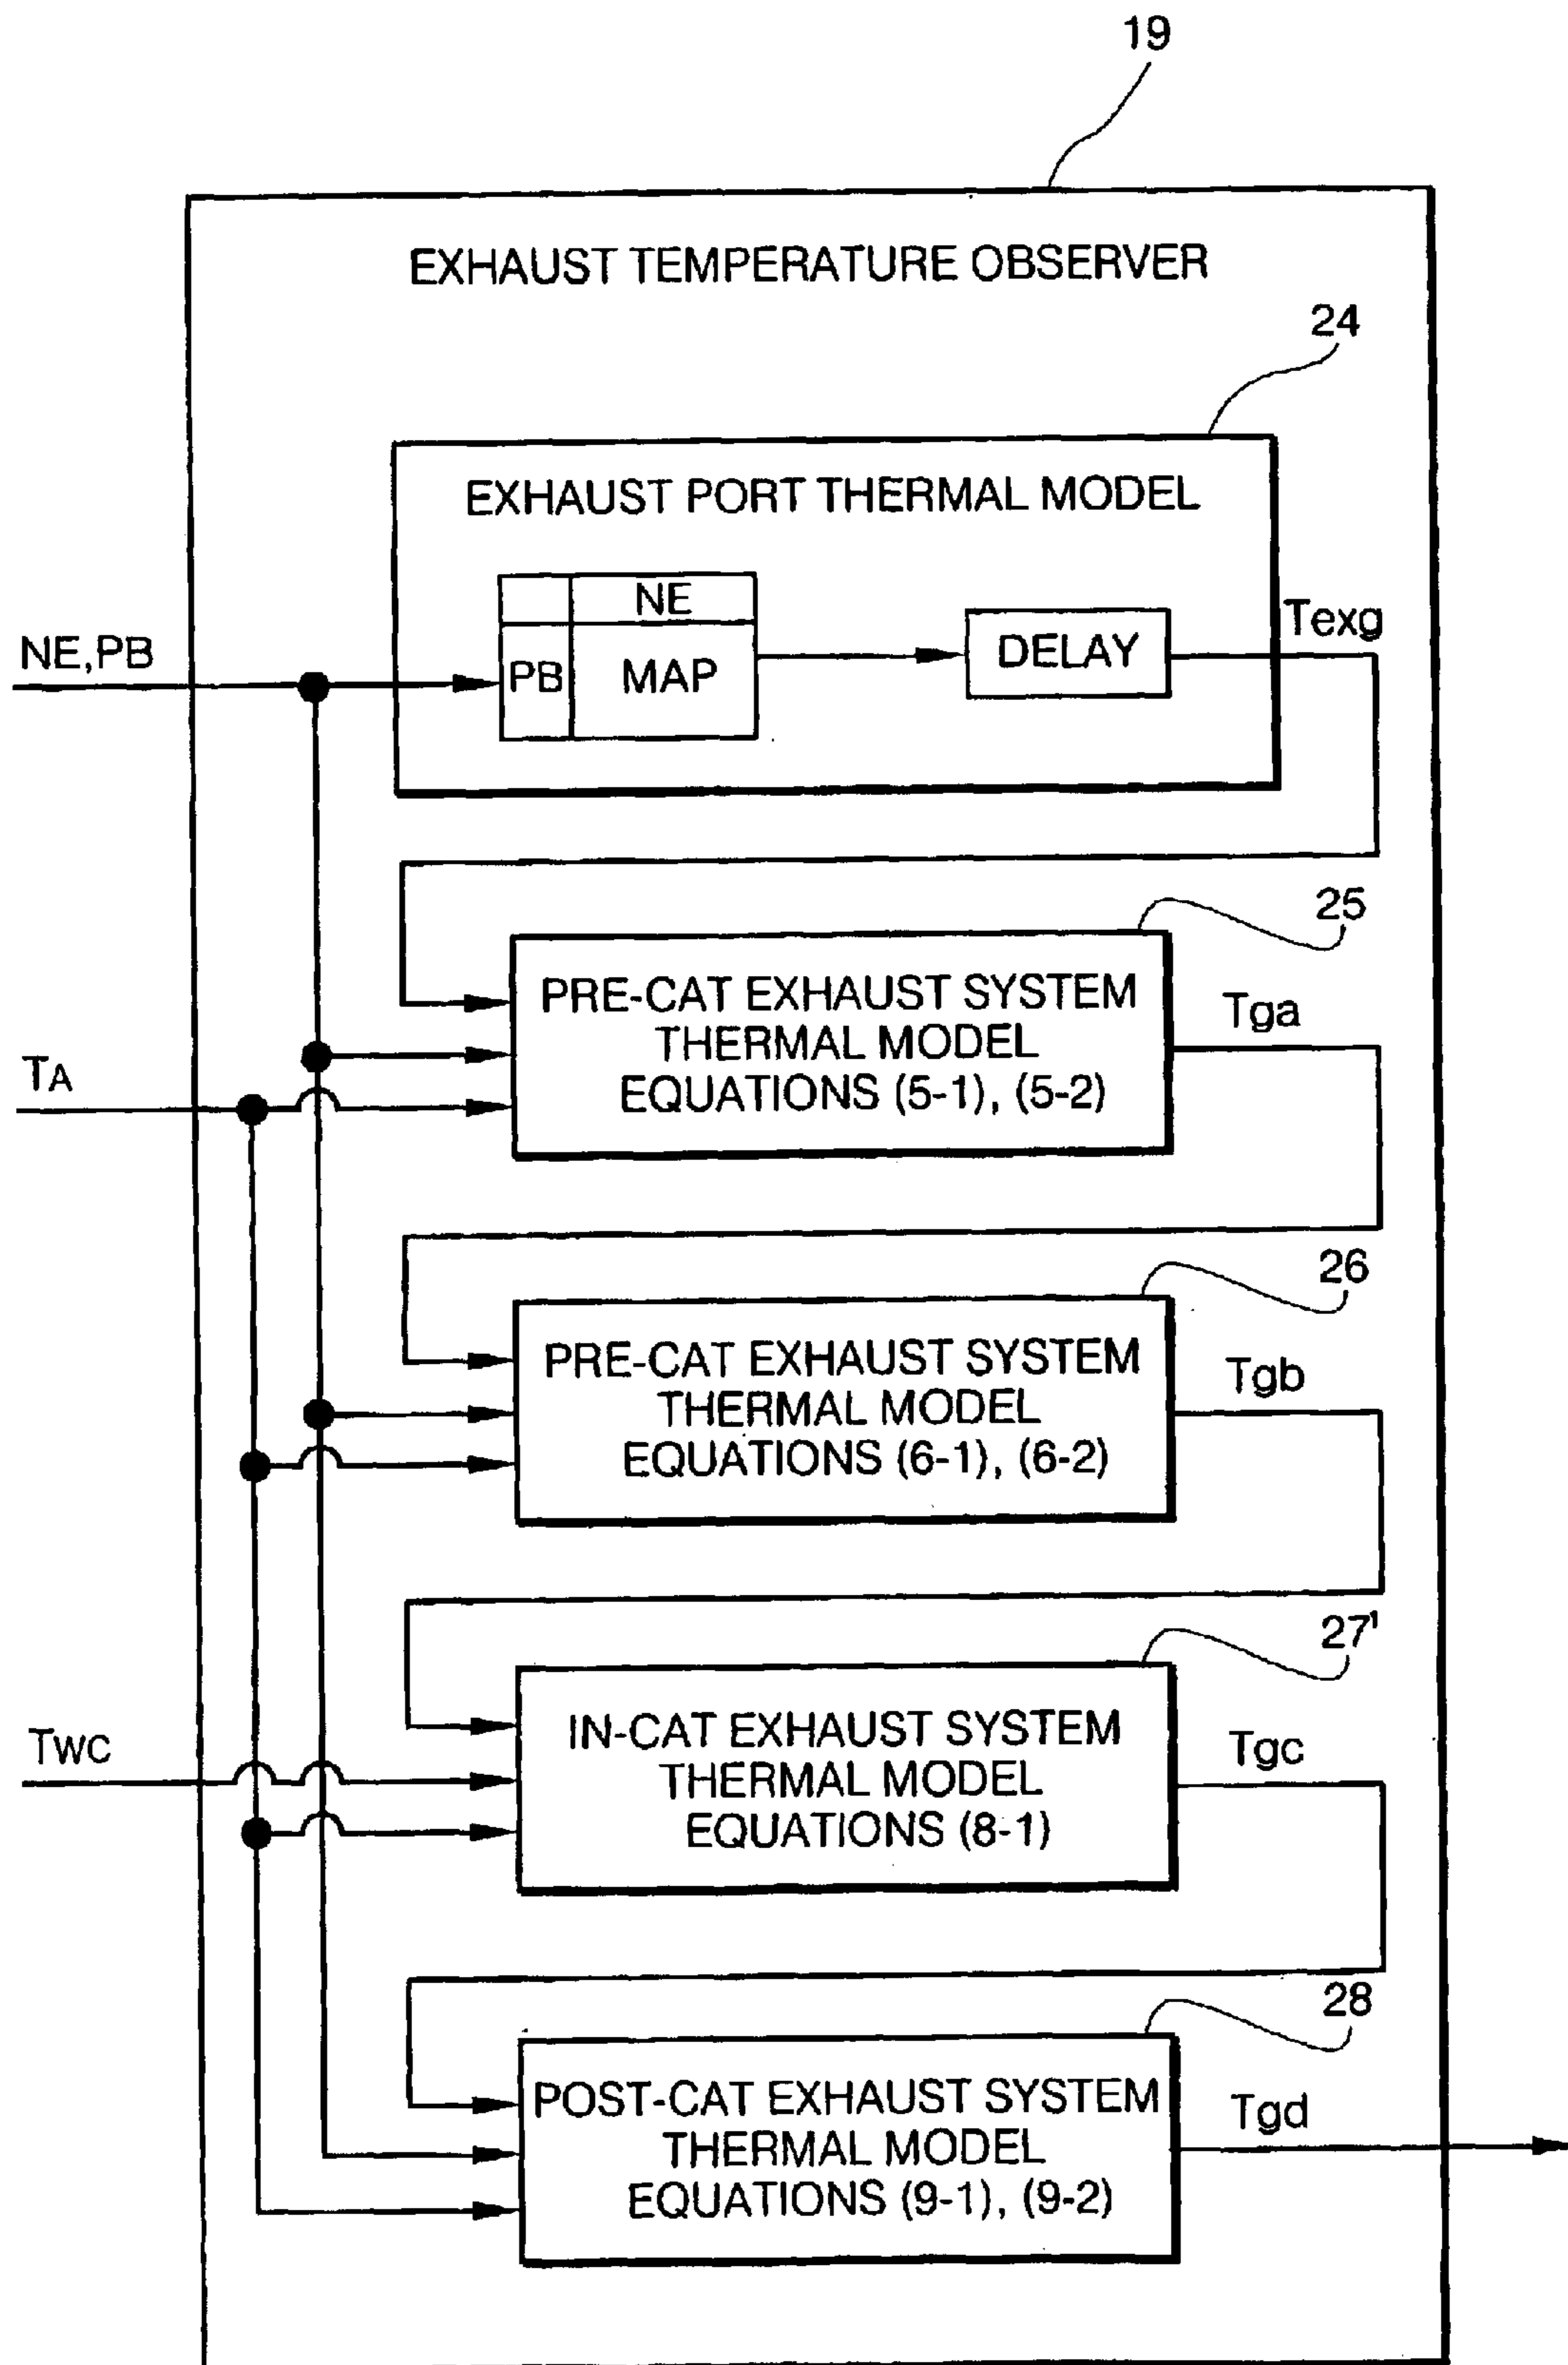 19
EXHAUST TEMPERATURE OBSERVER
24
EXHAUST PORT THERMAL MODEL
NE
PB
MAP
DELAY
Texg
NE,PB
25
PRE-CAT EXHAUST SYSTEM
THERMAL MODEL
EQUATIONS (5-1), (5-2)
Tga
TA
26
PRE-CAT EXHAUST SYSTEM
THERMAL MODEL
EQUATIONS (6-1), (6-2)
Tgb
27'
IN-CAT EXHAUST SYSTEM
THERMAL MODEL
EQUATIONS (8-1)
Tgc
TWC
28
POST-CAT EXHAUST SYSTEM
THERMAL MODEL
EQUATIONS (9-1), (9-2)
Tgd